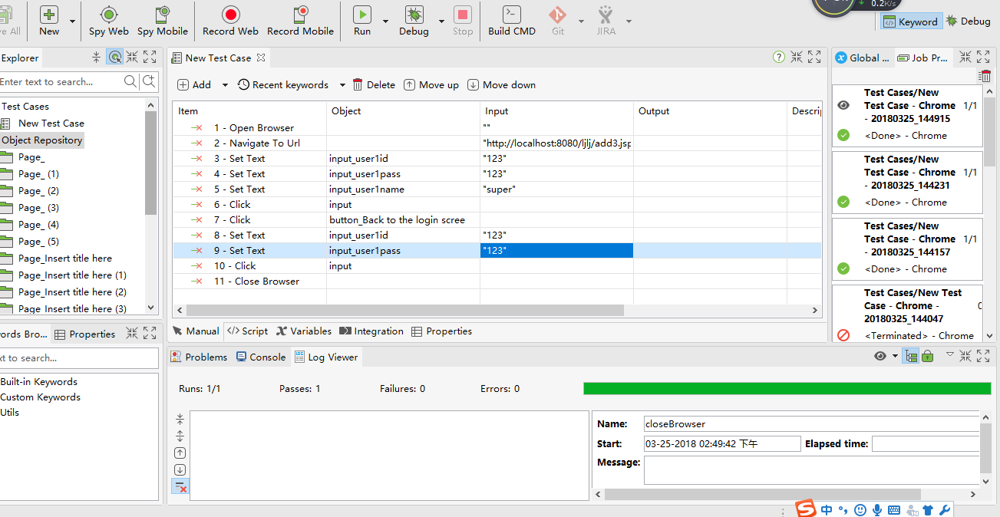 0.2K/s
ve All New Spy Web Spy Mobile Record Web Record Mobile Run Debug Stop Build CMD Git JIRA Keyword Debug
Explorer
Enter text to search...
Test Cases
New Test Case
Object Repository
Page_
Page_ (1)
Page_ (2)
Page_ (3)
Page_ (4)
Page_ (5)
Page_Insert title here
Page_Insert title here (1)
Page_Insert title here (2)
Page_Insert title here (3)
words Bro... Properties
xt to search...
Built-in Keywords
Custom Keywords
Utils
New Test Case
Add Recent keywords Delete Move up Move down
Item Object Input Output Descrip
1 - Open Browser ""
2 - Navigate To Url "http://localhost:8080/ljlj/add3.jsp
3 - Set Text input_user1id "123"
4 - Set Text input_user1pass "123"
5 - Set Text input_user1name "super"
6 - Click input
7 - Click button_Back to the login scree
8 - Set Text input_user1id "123"
9 - Set Text input_user1pass "123"
10 - Click input
11 - Close Browser
Manual Script Variables Integration Properties
Problems Console Log Viewer
Runs: 1/1 Passes: 1 Failures: 0 Errors: 0
Name: closeBrowser
Start: 03-25-2018 02:49:42 下午 Elapsed time:
Message:
Global ... Job Pr...
Test Cases/New
Test Case - Chrome 1/1
- 20180325_144915
<Done> - Chrome
Test Cases/New
Test Case - Chrome 1/1
- 20180325_144231
<Done> - Chrome
Test Cases/New
Test Case - Chrome 1/1
- 20180325_144157
<Done> - Chrome
Test Cases/New Test
Case - Chrome - 0
20180325_144047
<Terminated> - Chrome
中